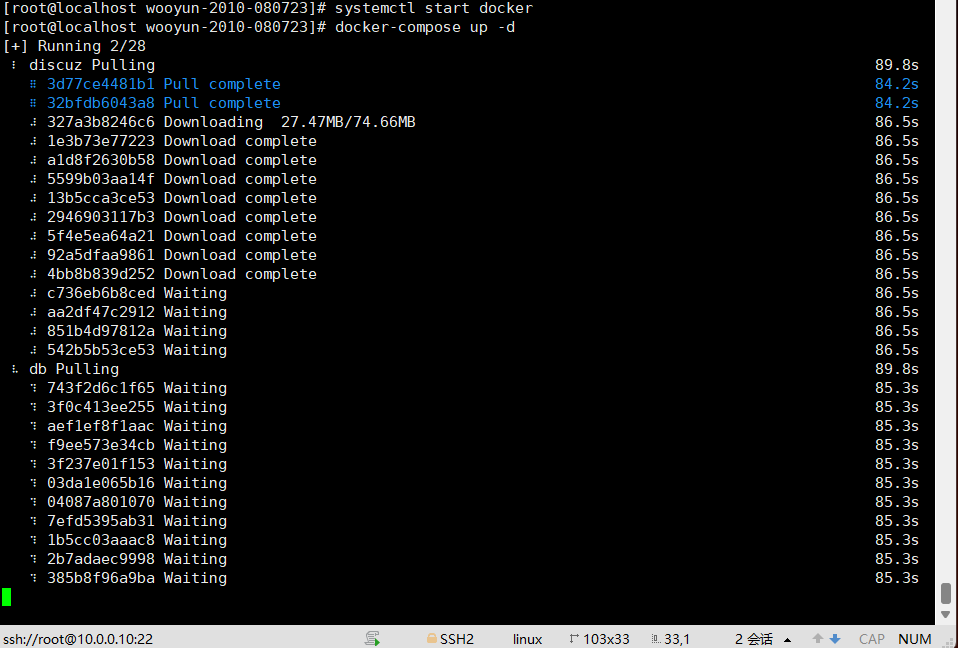 [root@localhost wooyun-2010-080723]# systemctl start docker
[root@localhost wooyun-2010-080723]# docker-compose up -d
[+] Running 2/28
discuz Pulling 89.8s
3d77ce4481b1 Pull complete 84.2s
32bfdb6043a8 Pull complete 84.2s
327a3b8246c6 Downloading 27.47MB/74.66MB 86.5s
1e3b73e77223 Download complete 86.5s
a1d8f2630b58 Download complete 86.5s
5599b03aa14f Download complete 86.5s
13b5cca3ce53 Download complete 86.5s
2946903117b3 Download complete 86.5s
5f4e5ea64a21 Download complete 86.5s
92a5dfaa9861 Download complete 86.5s
4bb8b839d252 Download complete 86.5s
c736eb6b8ced Waiting 86.5s
aa2df47c2912 Waiting 86.5s
851b4d97812a Waiting 86.5s
542b5b53ce53 Waiting 86.5s
db Pulling 89.8s
743f2d6c1f65 Waiting 85.3s
3f0c413ee255 Waiting 85.3s
aef1ef8f1aac Waiting 85.3s
f9ee573e34cb Waiting 85.3s
3f237e01f153 Waiting 85.3s
03da1e065b16 Waiting 85.3s
04087a801070 Waiting 85.3s
7efd5395ab31 Waiting 85.3s
1b5cc03aaac8 Waiting 85.3s
2b7adaec9998 Waiting 85.3s
385b8f96a9ba Waiting 85.3s
ssh://root@10.0.0.10:22 SSH2 linux 103x33 33,1 2 会话 CAP NUM